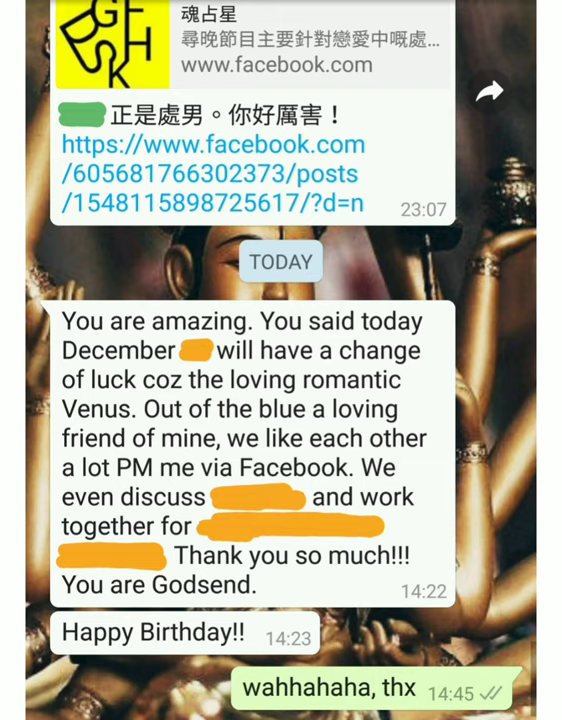 魂占星
尋晚節目主要針對戀愛中嘅處...
www.facebook.com
正是處男。你好厲害！
https://www.facebook.com
/605681766302373/posts
/1548115898725617/?d=n
23:07
TODAY
You are amazing. You said today
December will have a change
of luck coz the loving romantic
Venus. Out of the blue a loving
friend of mine, we like each other
a lot PM me via Facebook. We
even discuss and work
together for
Thank you so much!!!
You are Godsend.
14:22
Happy Birthday!!
14:23
wahhahaha, thx
14:45